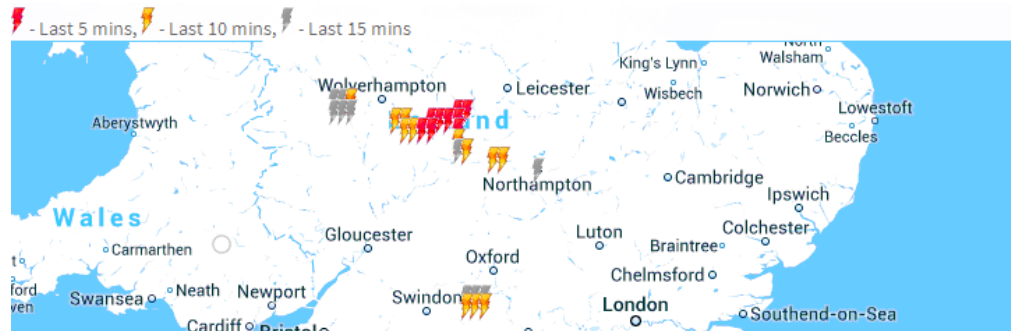 - Last 5 mins, - Last 10 mins, - Last 15 mins
North
Walsham
King's Lynn
Wolverhampton
Leicester
Wisbech
Norwich
Lowestoft
Aberystwyth
Beccles
Northampton
Cambridge
Ipswich
Wales
Gloucester
Luton
Colchester
Carmarthen
Braintree
Oxford
Chelmsford
Swansea
Neath
Newport
Swindon
London
Southend-on-Sea
Cardiff
Bristol